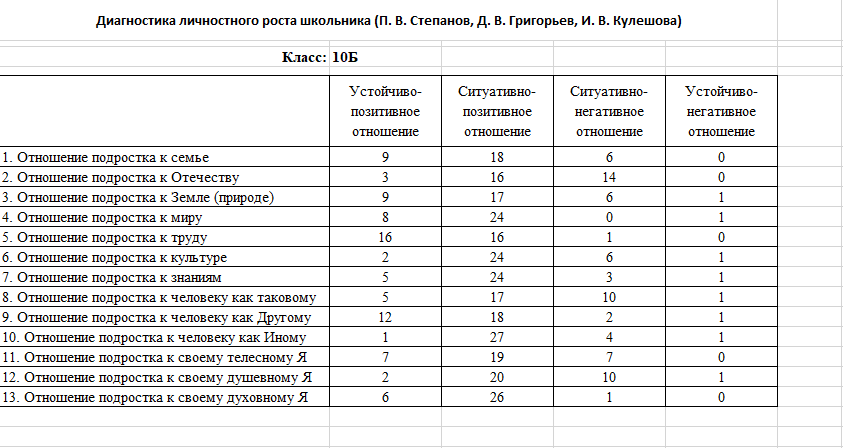 Диагностика личностного роста школьника (П. В. Степанов, Д. В. Григорьев, И. В. Кулешова)
Класс: 10Б
Устойчиво-позитивное отношение Ситуативно-позитивное отношение Ситуативно-негативное отношение Устойчиво-негативное отношение
1. Отношение подростка к семье 9 18 6 0
2. Отношение подростка к Отечеству 3 16 14 0
3. Отношение подростка к Земле (природе) 9 17 6 1
4. Отношение подростка к миру 8 24 0 1
5. Отношение подростка к труду 16 16 1 0
6. Отношение подростка к культуре 2 24 6 1
7. Отношение подростка к знаниям 5 24 3 1
8. Отношение подростка к человеку как таковому 5 17 10 1
9. Отношение подростка к человеку как Другому 12 18 2 1
10. Отношение подростка к человеку как Иному 1 27 4 1
11. Отношение подростка к своему телесному Я 7 19 7 0
12. Отношение подростка к своему душевному Я 2 20 10 1
13. Отношение подростка к своему духовному Я 6 26 1 0